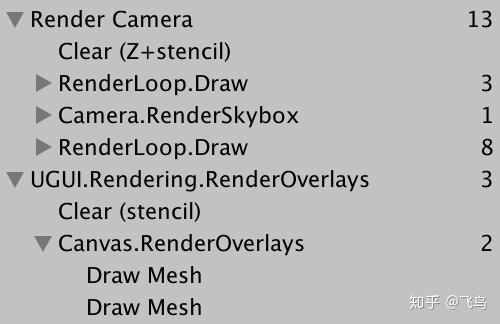 Render Camera 13
Clear (Z+stencil)
RenderLoop.Draw 3
Camera.RenderSkybox 1
RenderLoop.Draw 8
UGUI.Rendering.RenderOverlays 3
Clear (stencil)
Canvas.RenderOverlays 2
Draw Mesh
Draw Mesh
知乎 @飞鸟